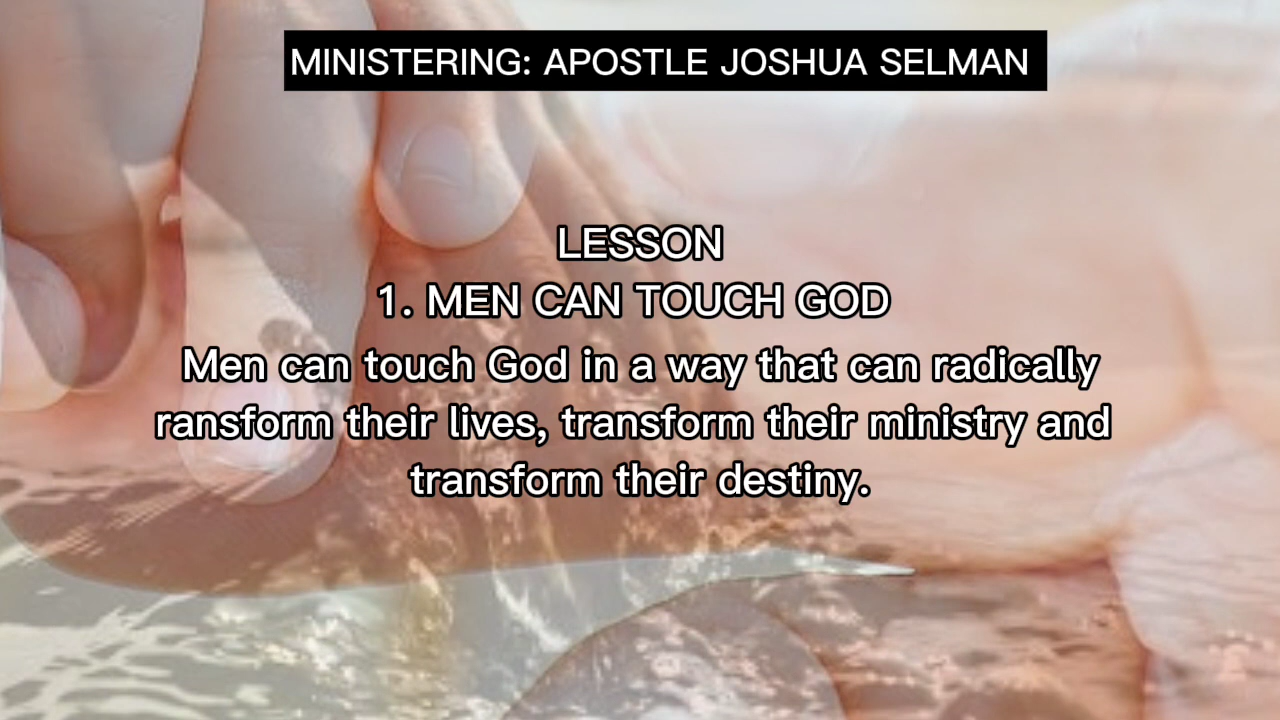 MINISTERING: APOSTLE JOSHUA SELMAN
LESSON
1. MEN CAN TOUCH GOD
Men can touch God in a way that can radically
ransform their lives, transform their ministry and
transform their destiny.